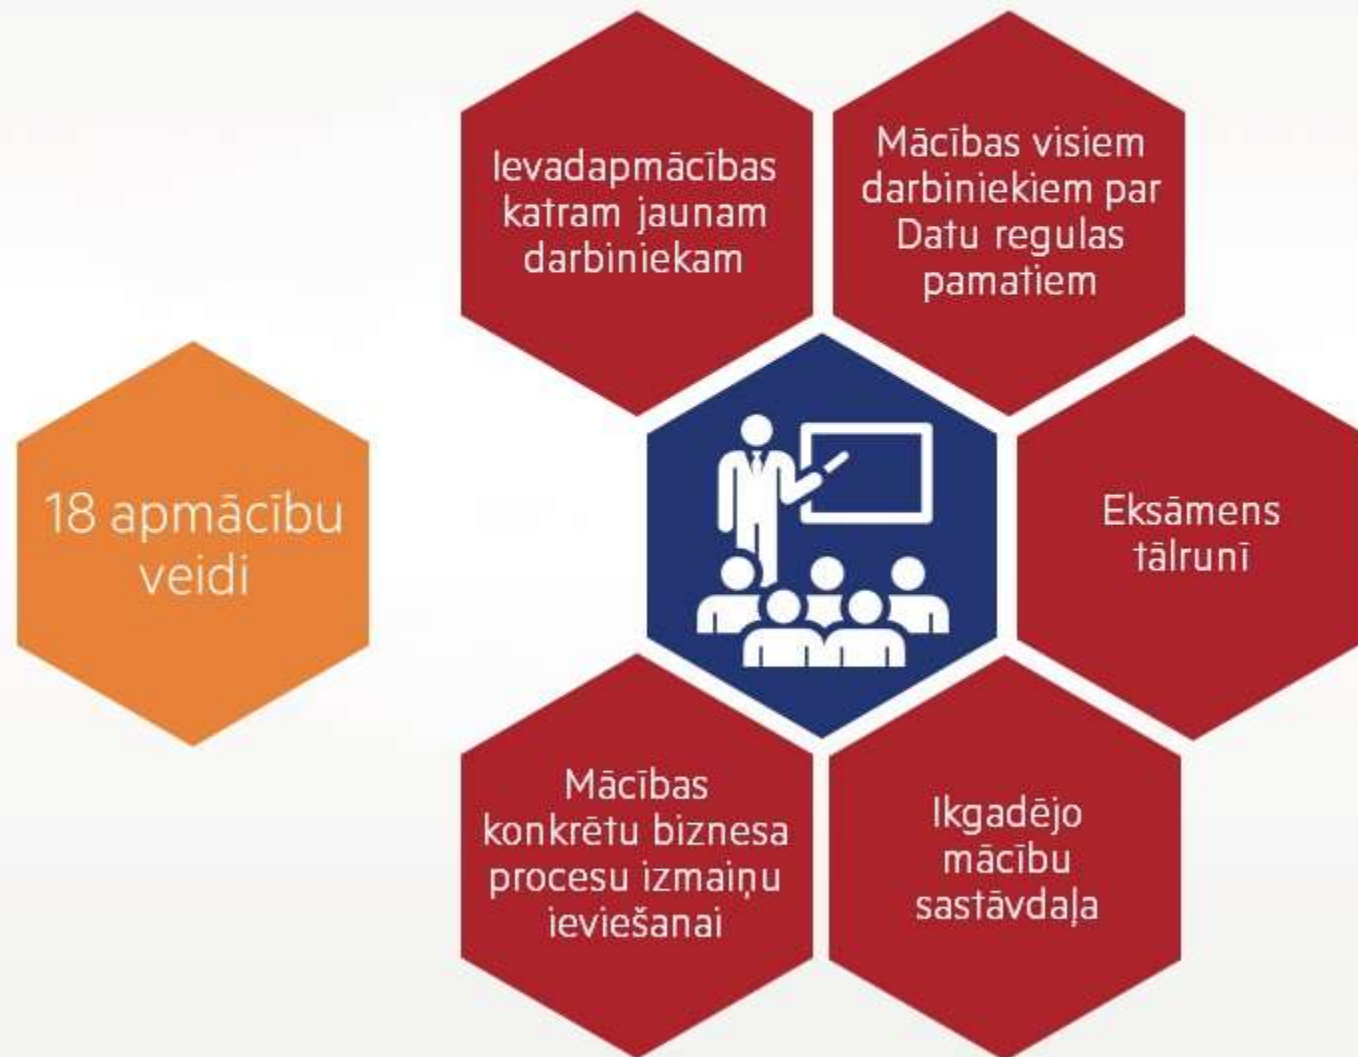 Ievadapmācības
katram jaunam
darbiniekam
Mācības visiem
darbiniekiem par
Datu regulas
pamatiem
18 apmācību
veidi
Eksāmens
tālrunī
Mācības
konkrētu biznesa
procesu izmaiņu
ieviešanai
Ikgadējo
mācību
sastāvdaļa